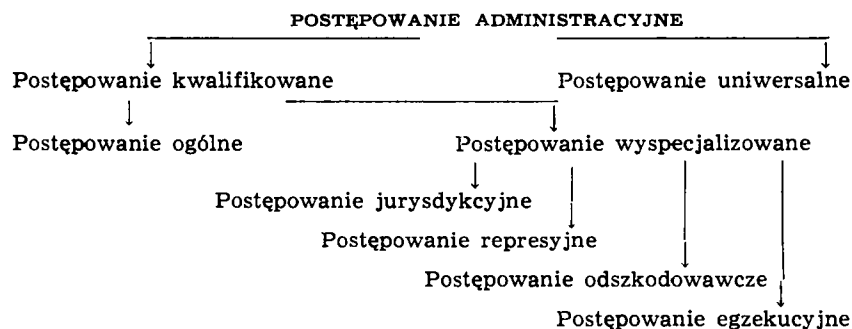 POSTĘPOWANIE ADMINISTRACYJNE
Postępowanie kwalifikowane Postępowanie uniwersalne
Postępowanie ogólne Postępowanie wyspecjalizowane
Postępowanie jurysdykcyjne
Postępowanie represyjne
Postępowanie odszkodowawcze
Postępowanie egzekucyjne